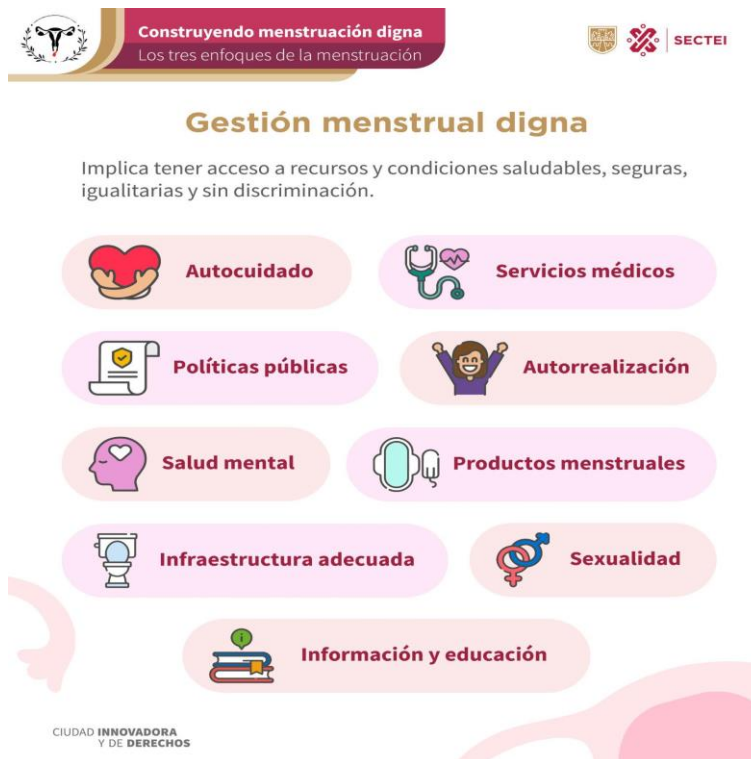 Construyendo menstruación digna
Los tres enfoques de la menstruación
SECTEI
Gestión menstrual digna
Implica tener acceso a recursos y condiciones saludables, seguras,
igualitarias y sin discriminación.
Autocuidado
Servicios médicos
Políticas públicas
Autorrealización
Salud mental
Productos menstruales
Infraestructura adecuada
Sexualidad
Información y educación
CIUDAD INNOVADORA
Y DE DERECHOS